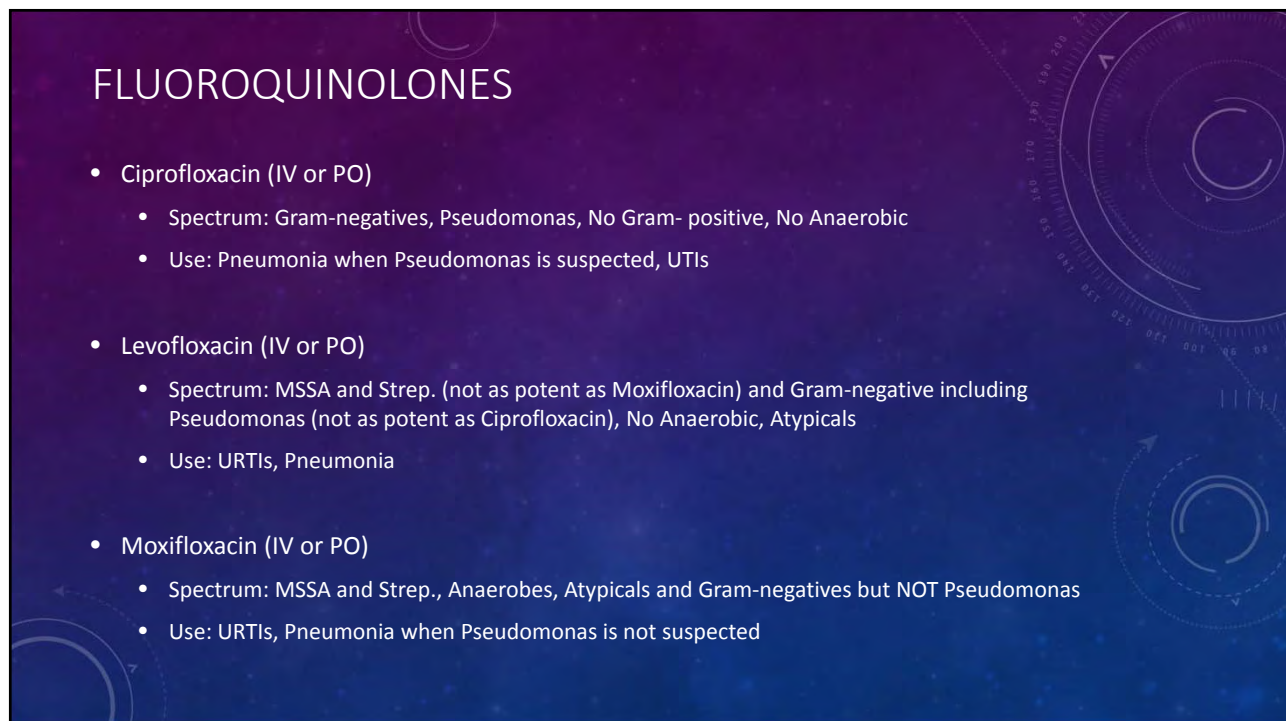 FLUOROQUINOLONES
• Ciprofloxacin (IV or PO)
• Spectrum: Gram-negatives, Pseudomonas, No Gram- positive, No Anaerobic
• Use: Pneumonia when Pseudomonas is suspected, UTIs
• Levofloxacin (IV or PO)
• Spectrum: MSSA and Strep. (not as potent as Moxifloxacin) and Gram-negative including
Pseudomonas (not as potent as Ciprofloxacin), No Anaerobic, Atypicals
• Use: URTIs, Pneumonia
• Moxifloxacin (IV or PO)
• Spectrum: MSSA and Strep., Anaerobes, Atypicals and Gram-negatives but NOT Pseudomonas
• Use: URTIs, Pneumonia when Pseudomonas is not suspected